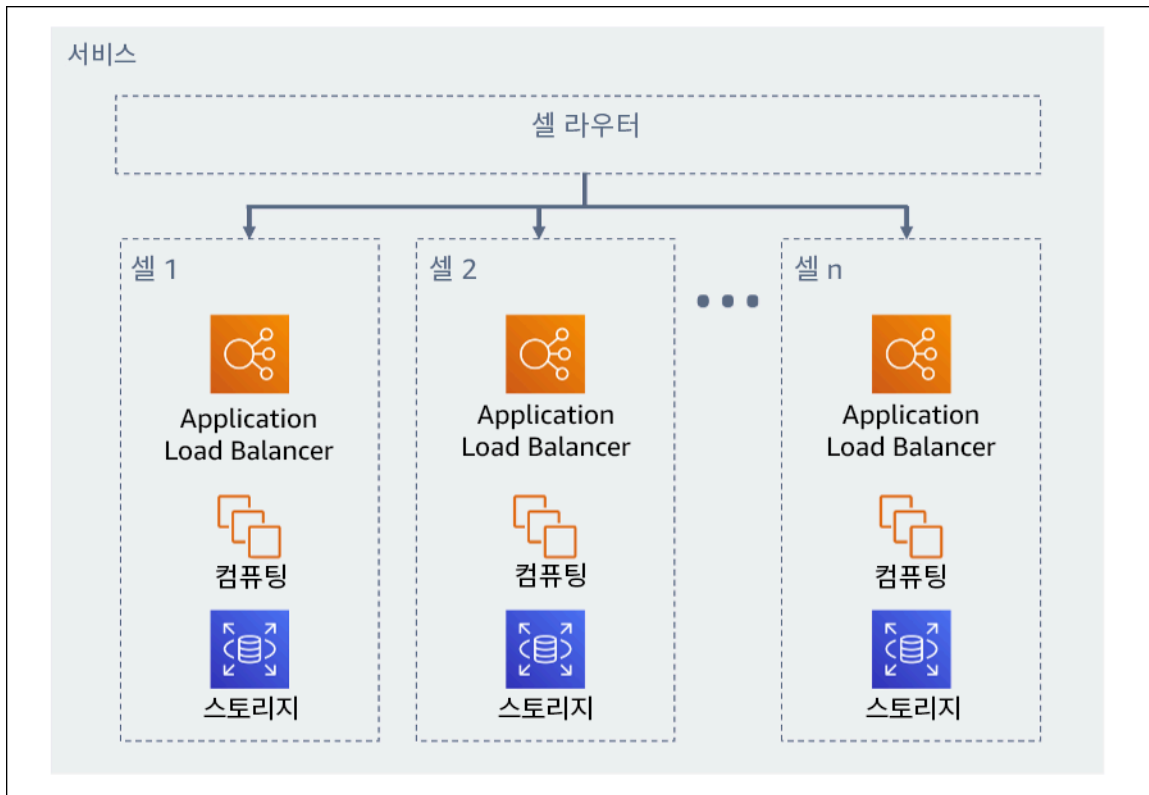 서비스
셀 라우터
셀 1
셀 2
셀 n
Application
Load Balancer
Application
Load Balancer
Application
Load Balancer
컴퓨팅
컴퓨팅
컴퓨팅
스토리지
스토리지
스토리지